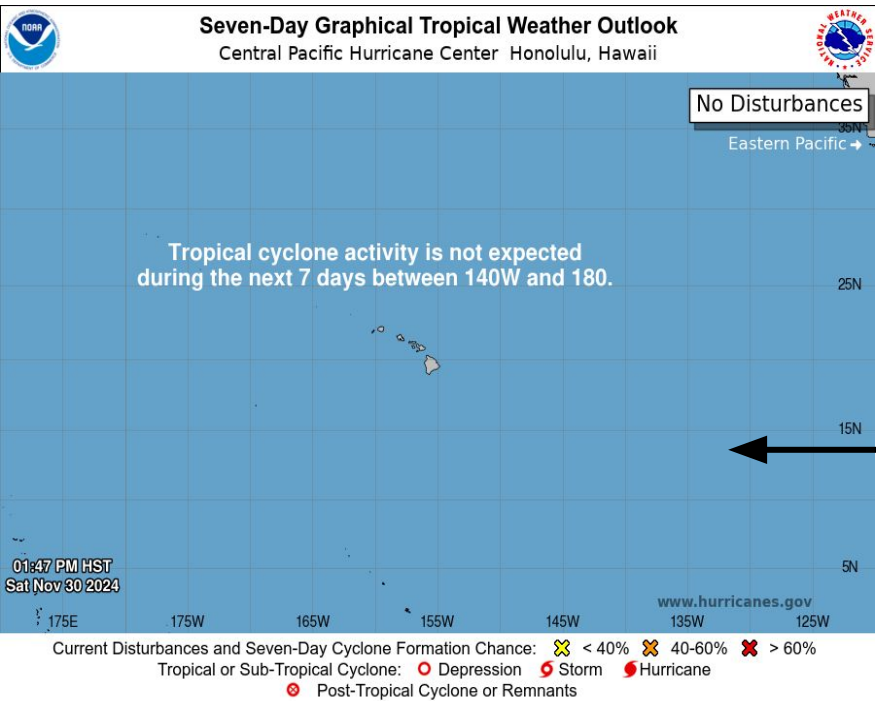 NOAA
Seven-Day Graphical Tropical Weather Outlook
Central Pacific Hurricane Center Honolulu, Hawaii
NATIONAL WEATHER SERVICE
No Disturbances
35N
Eastern Pacific →
Tropical cyclone activity is not expected
during the next 7 days between 140W and 180.
25N
15N
01:47 PM HST
Sat Nov 30 2024
5N
www.hurricanes.gov
175E 175W 165W 155W 145W 135W 125W
Current Disturbances and Seven-Day Cyclone Formation Chance: < 40% 40-60% > 60%
Tropical or Sub-Tropical Cyclone: Depression Storm Hurricane
Post-Tropical Cyclone or Remnants